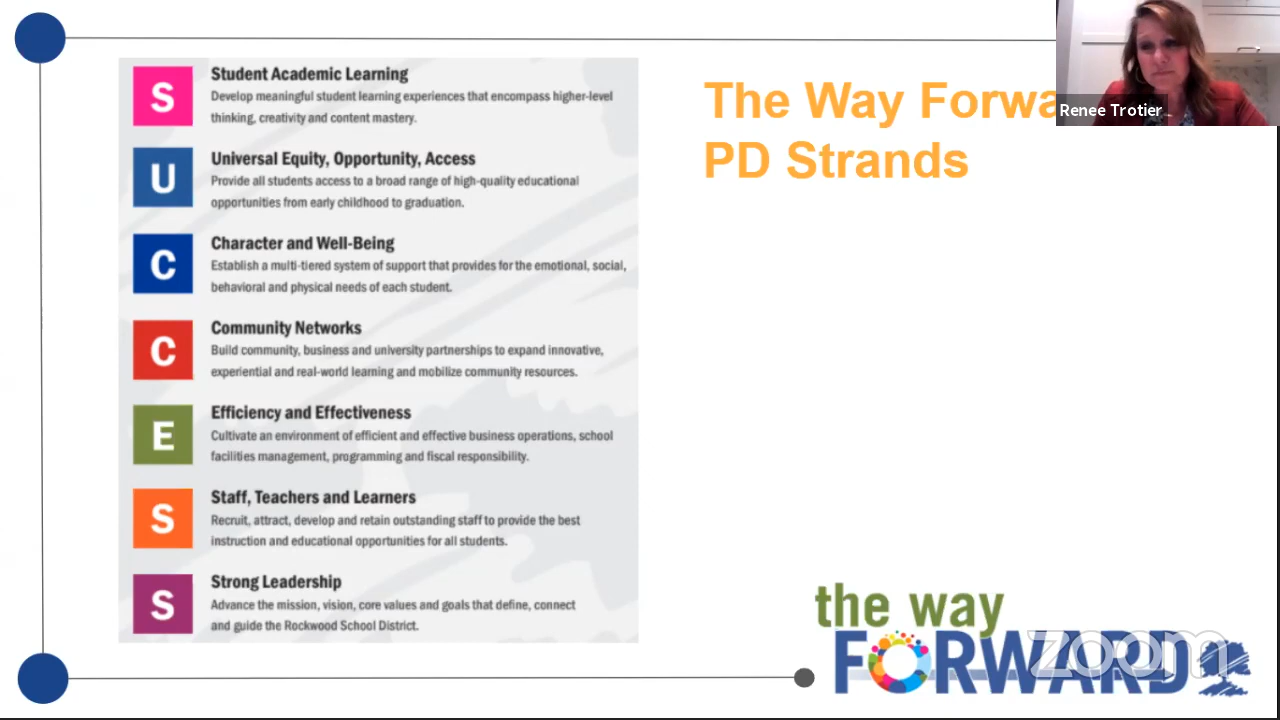 S
Student Academic Learning
Develop meaningful student learning experiences that encompass higher-level
thinking, creativity and content mastery.
U
Universal Equity, Opportunity, Access
Provide all students access to a broad range of high-quality educational
opportunities from early childhood to graduation.
C
Character and Well-Being
Establish a multi-tiered system of support that provides for the emotional, social,
behavioral and physical needs of each student.
C
Community Networks
Build community, business and university partnerships to expand innovative,
experiential and real-world learning and mobilize community resources.
E
Efficiency and Effectiveness
Cultivate an environment of efficient and effective business operations, school
facilities management, programming and fiscal responsibility.
S
Staff, Teachers and Learners
Recruit, attract, develop and retain outstanding staff to provide the best
instruction and educational opportunities for all students.
S
Strong Leadership
Advance the mission, vision, core values and goals that define, connect
and guide the Rockwood School District.
The Way Forwa
PD Strands
Renee Trotier
the way
FORWARD
zoom